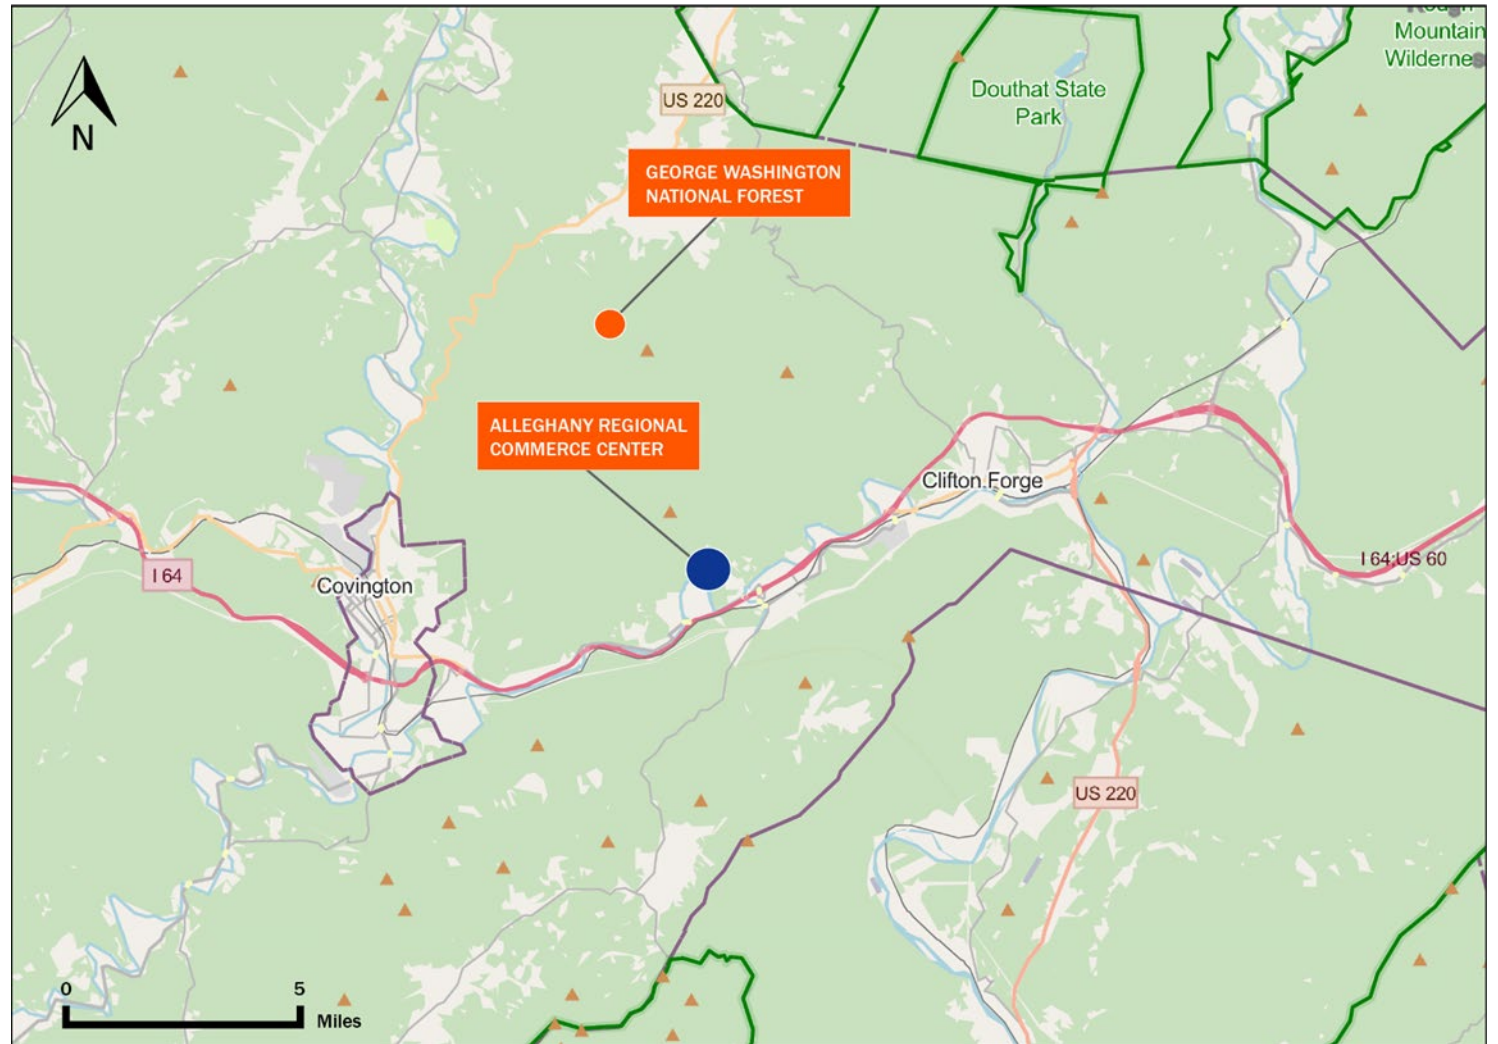 Mountain
Wilderness
Douthat State
Park
US 220
N
GEORGE WASHINGTON
NATIONAL FOREST
ALLEGHANY REGIONAL
COMMERCE CENTER
Clifton Forge
I 64;US 60
I 64
Covington
US 220
0 5
Miles